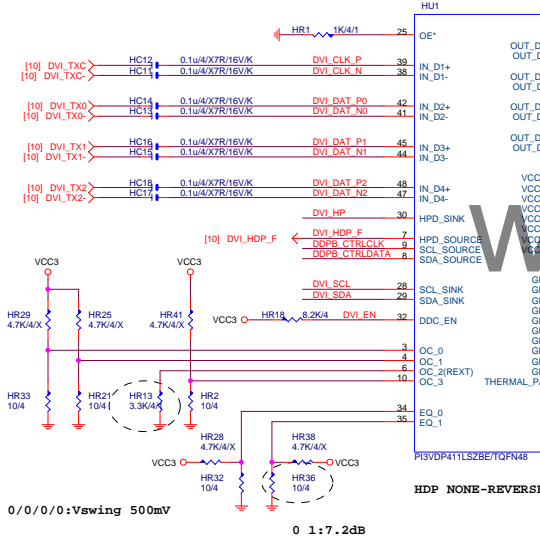 HU1
HR1 1K/4/1 25 OE*
OUT_D
OUT_D
[10] DVI_TXC HC12 0.1u/4/X7R/16V/K DVI_CLK_P 39 IN_D1+
[10] DVI_TXC- HC11 0.1u/4/X7R/16V/K DVI_CLK_N 38 IN_D1-
OUT_D
OUT_D
[10] DVI_TX0 HC14 0.1u/4/X7R/16V/K DVI_DAT_P0 42 IN_D2+
[10] DVI_TX0- HC13 0.1u/4/X7R/16V/K DVI_DAT_N0 41 IN_D2-
OUT_D
OUT_D
[10] DVI_TX1 HC16 0.1u/4/X7R/16V/K DVI_DAT_P1 45 IN_D3+
[10] DVI_TX1- HC15 0.1u/4/X7R/16V/K DVI_DAT_N1 44 IN_D3-
OUT_D
OUT_D
[10] DVI_TX2 HC18 0.1u/4/X7R/16V/K DVI_DAT_P2 48 IN_D4+
[10] DVI_TX2- HC17 0.1u/4/X7R/16V/K DVI_DAT_N2 47 IN_D4-
VCC
VCC
VCC
VCC
DVI_HP 30 HPD_SINK
[10] DVI_HDP_F DVI_HDP_F 7 HPD_SOURCE
DDPB_CTRLCLK 9 SCL_SOURCE
DDPB_CTRLDATA 8 SDA_SOURCE
W
VCC3 VCC3
DVI_SCL 28 SCL_SINK
DVI_SDA 29 SDA_SINK
HR29 4.7K/4/X
HR25 4.7K/4/X
HR41 4.7K/4/X
VCC3 HR18 8.2K/4 DVI_EN 32 DDC_EN
3 OC_0
4 OC_1
6 OC_2(REXT)
10 OC_3
THERMAL_PA
HR33 10/4
HR21 10/4
HR13 3.3K/4/X
HR2 10/4
34 EQ_0
35 EQ_1
HR28 4.7K/4/X
HR38 4.7K/4/X
VCC3 VCC3
HR32 10/4
HR36 10/4
PI3VDP411LSZBE/TQFN48
HDP NONE-REVERSE
0/0/0/0:Vswing 500mV
0 1:7.2dB